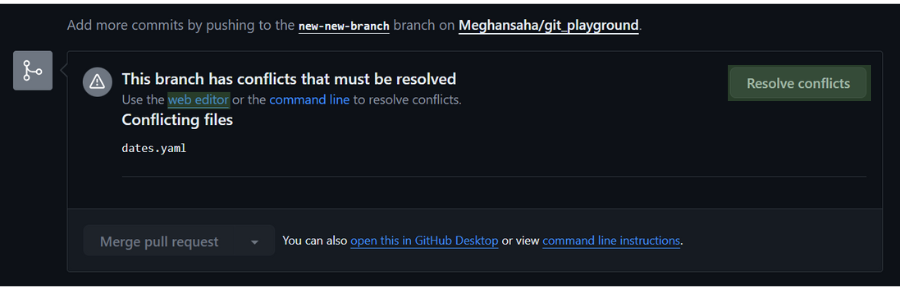 Add more commits by pushing to the new-new-branch branch on Meghansaha/git_playground.
This branch has conflicts that must be resolved
Resolve conflicts
Use the web editor or the command line to resolve conflicts.
Conflicting files
dates.yaml
Merge pull request
You can also open this in GitHub Desktop or view command line instructions.